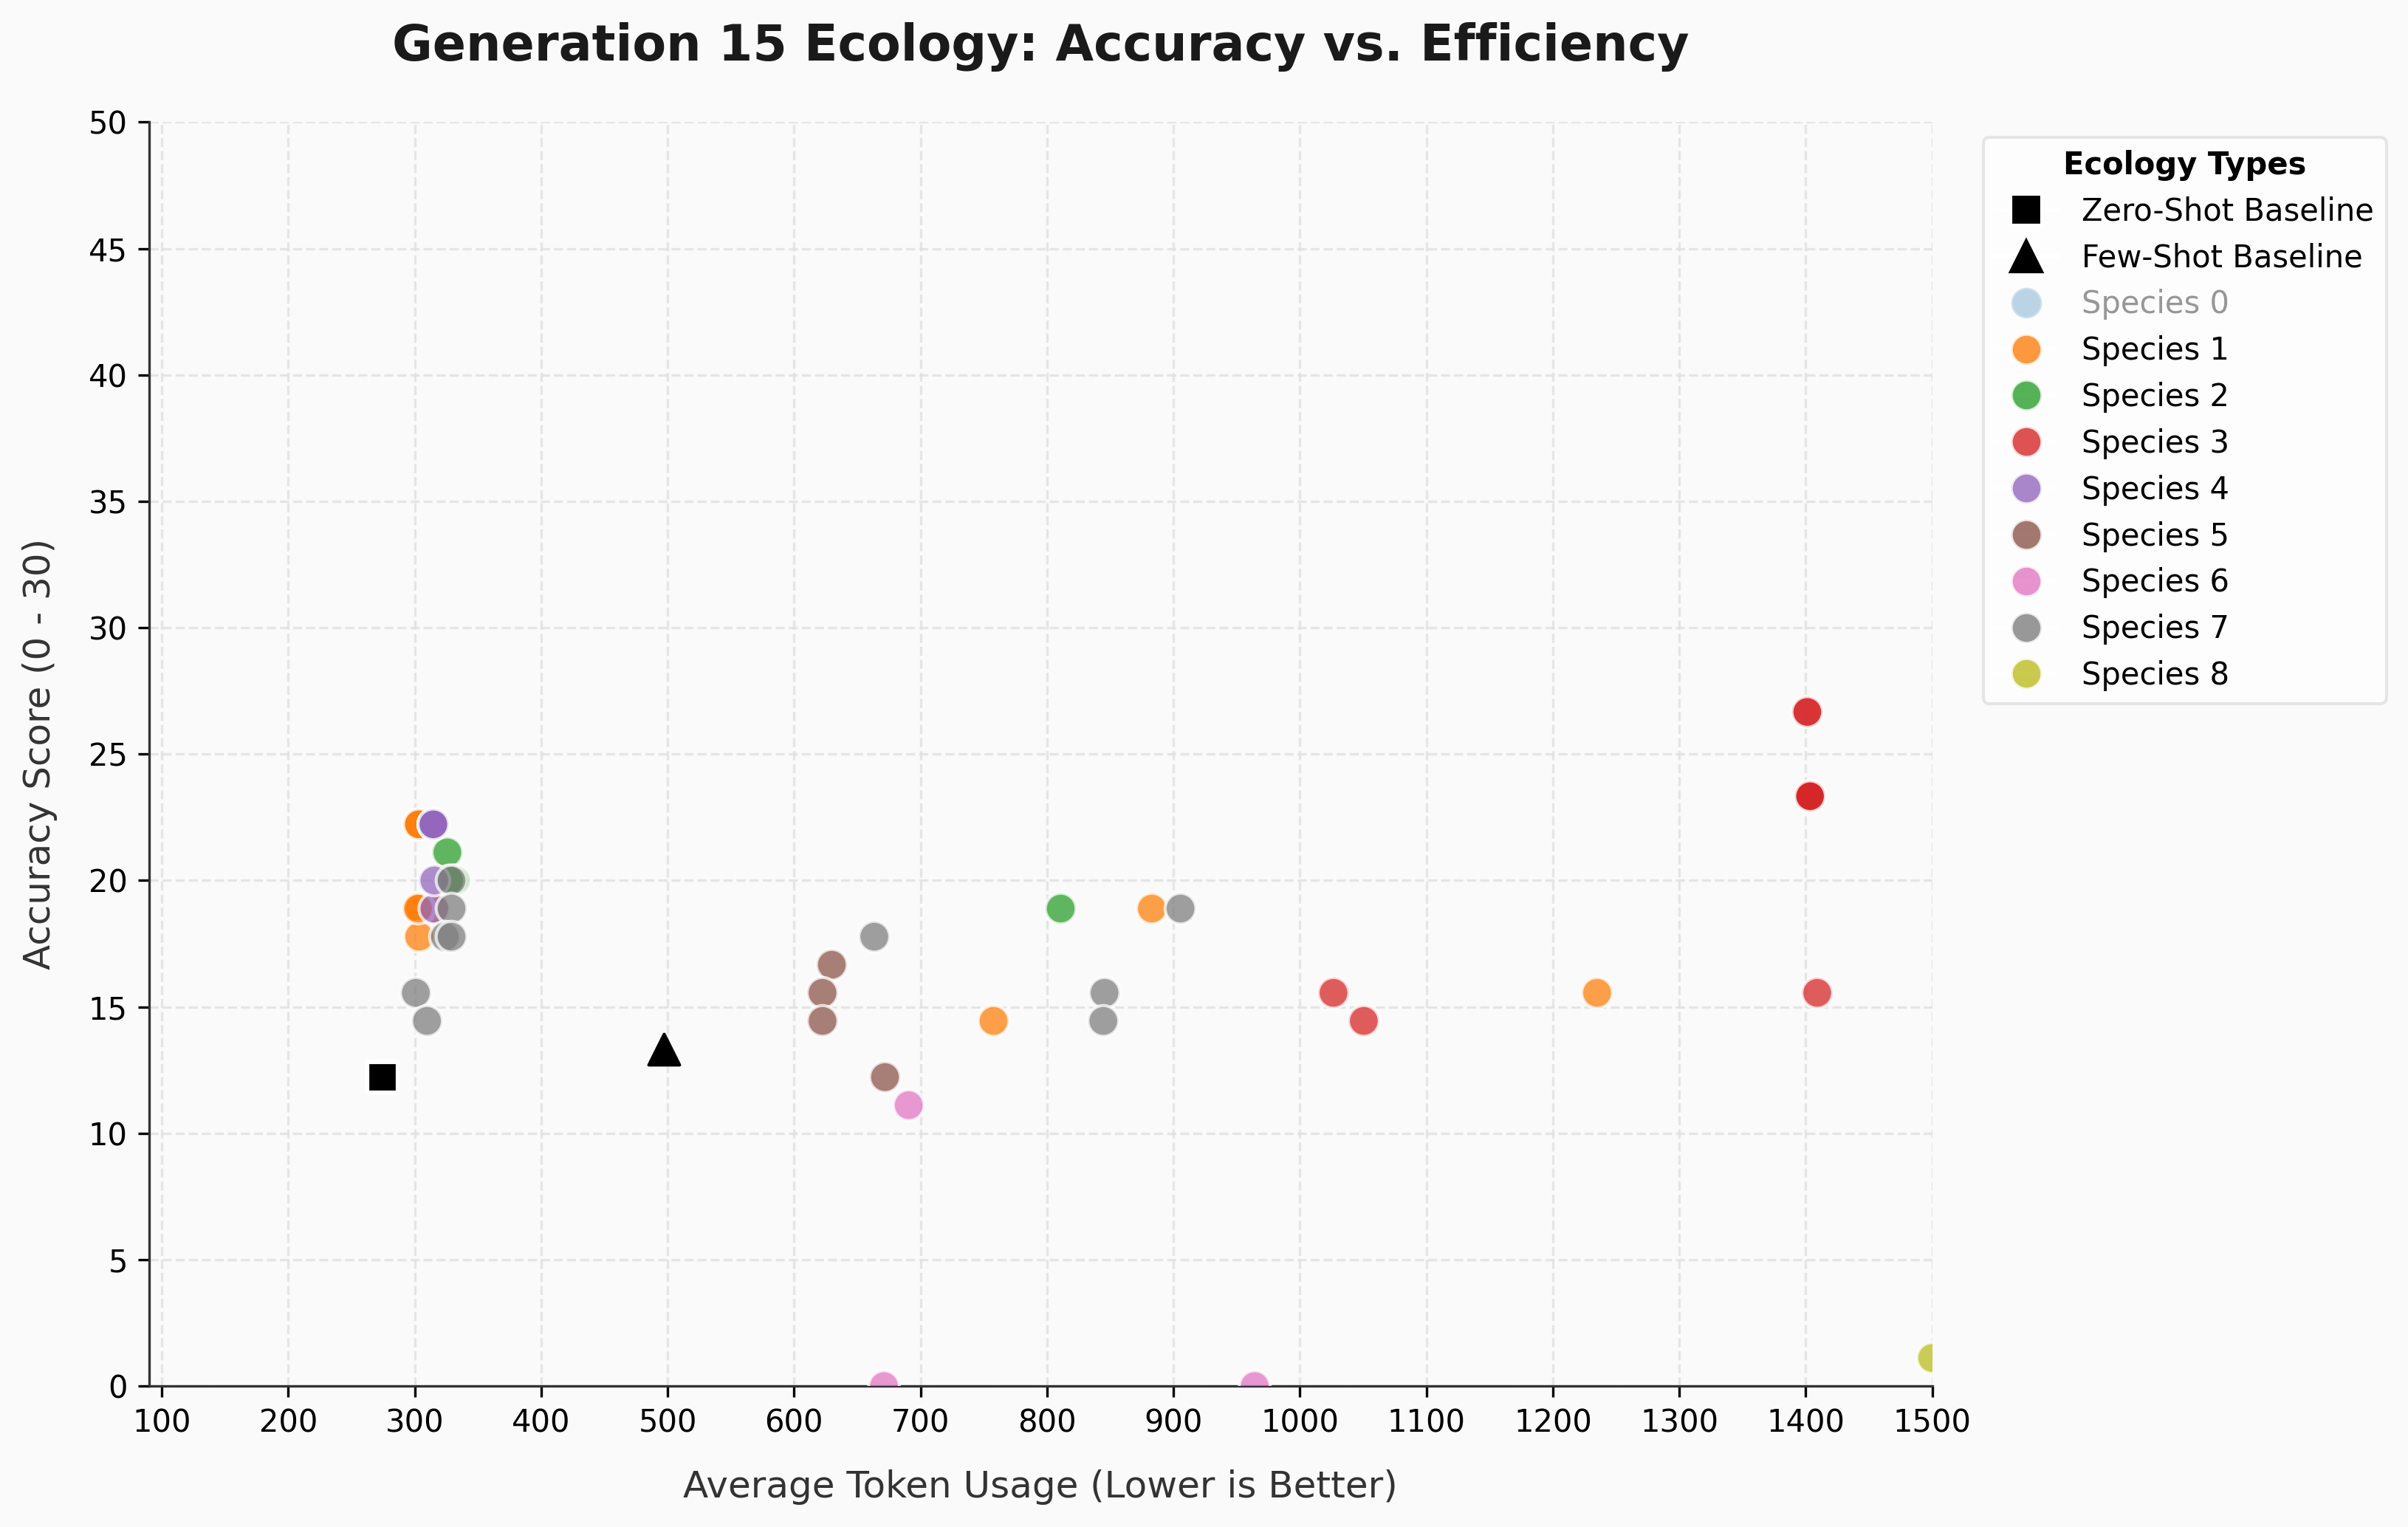 Generation 15 Ecology: Accuracy vs. Efficiency
50
45
40
35
30
25
20
15
10
5
0
Accuracy Score (0 - 30)
100 200 300 400 500 600 700 800 900 1000 1100 1200 1300 1400 1500
Average Token Usage (Lower is Better)
Ecology Types
Zero-Shot Baseline
Few-Shot Baseline
Species 0
Species 1
Species 2
Species 3
Species 4
Species 5
Species 6
Species 7
Species 8